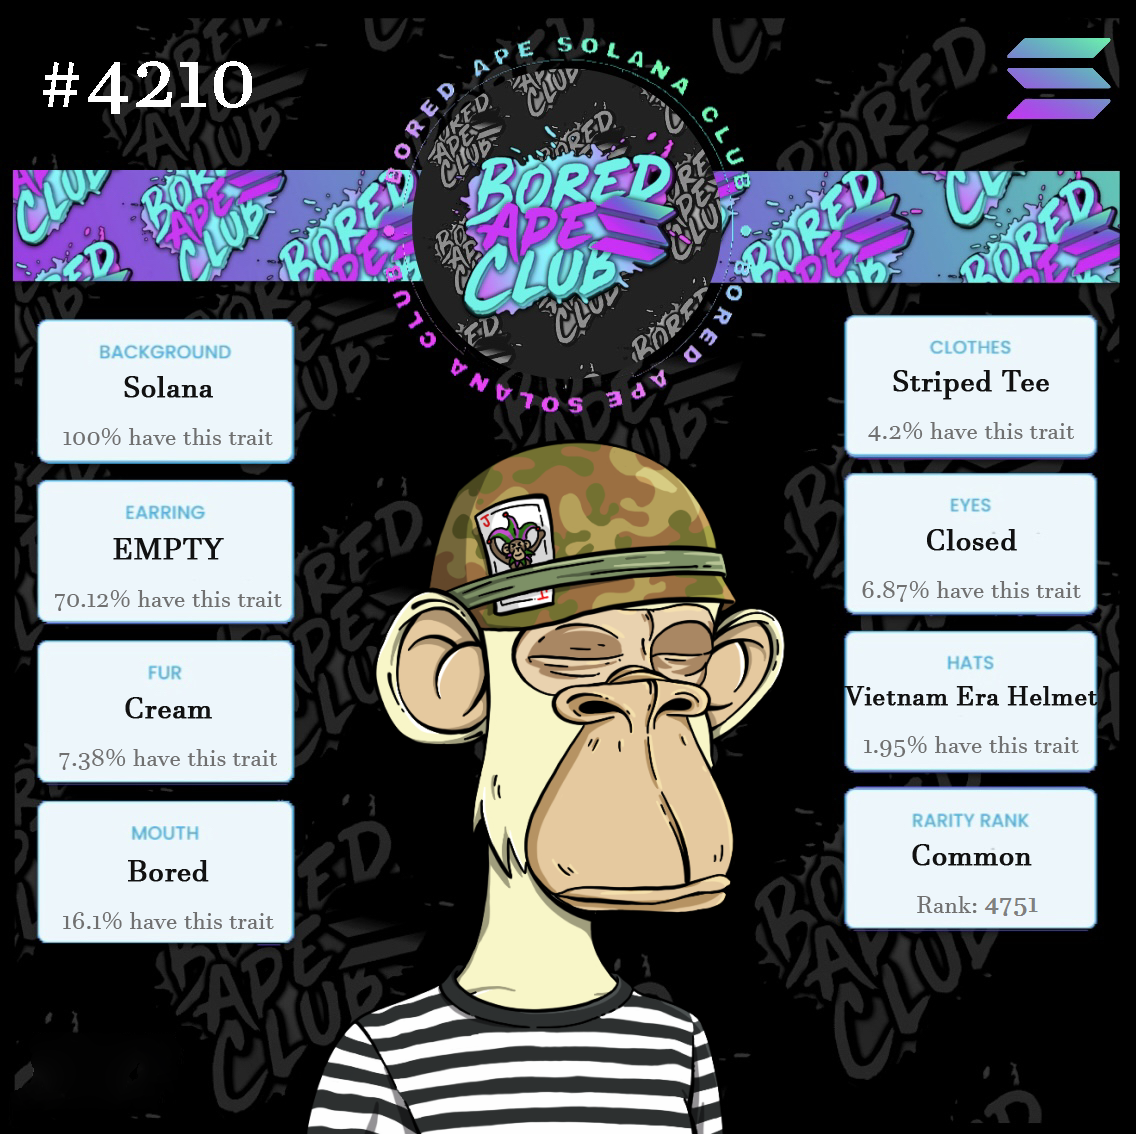 #4210
BORED APE SOLANA CLUB
BORED APE SOLANA CLUB
BORED
APE
CLUB
BACKGROUND
Solana
100% have this trait
EARRING
EMPTY
70.12% have this trait
FUR
Cream
7.38% have this trait
MOUTH
Bored
16.1% have this trait
CLOTHES
Striped Tee
4.2% have this trait
EYES
Closed
6.87% have this trait
HATS
Vietnam Era Helmet
1.95% have this trait
RARITY RANK
Common
Rank: 4751
J
J